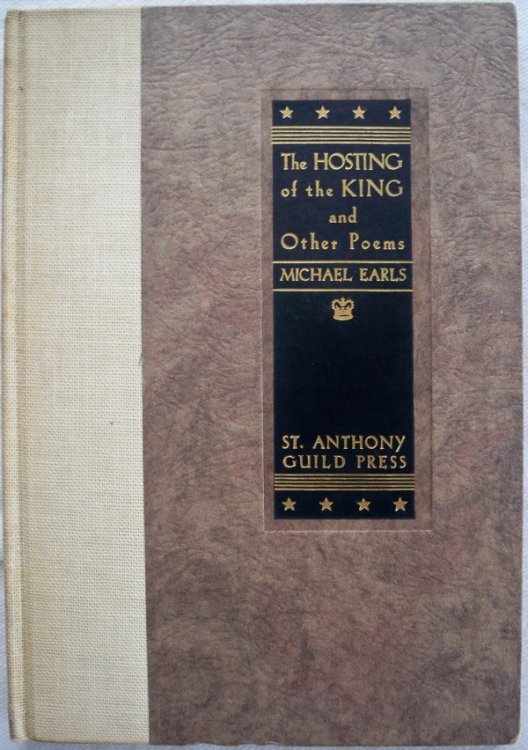 The HOSTING
of the KING
and
Other Poems
MICHAEL EARLS
ST. ANTHONY
GUILD PRESS